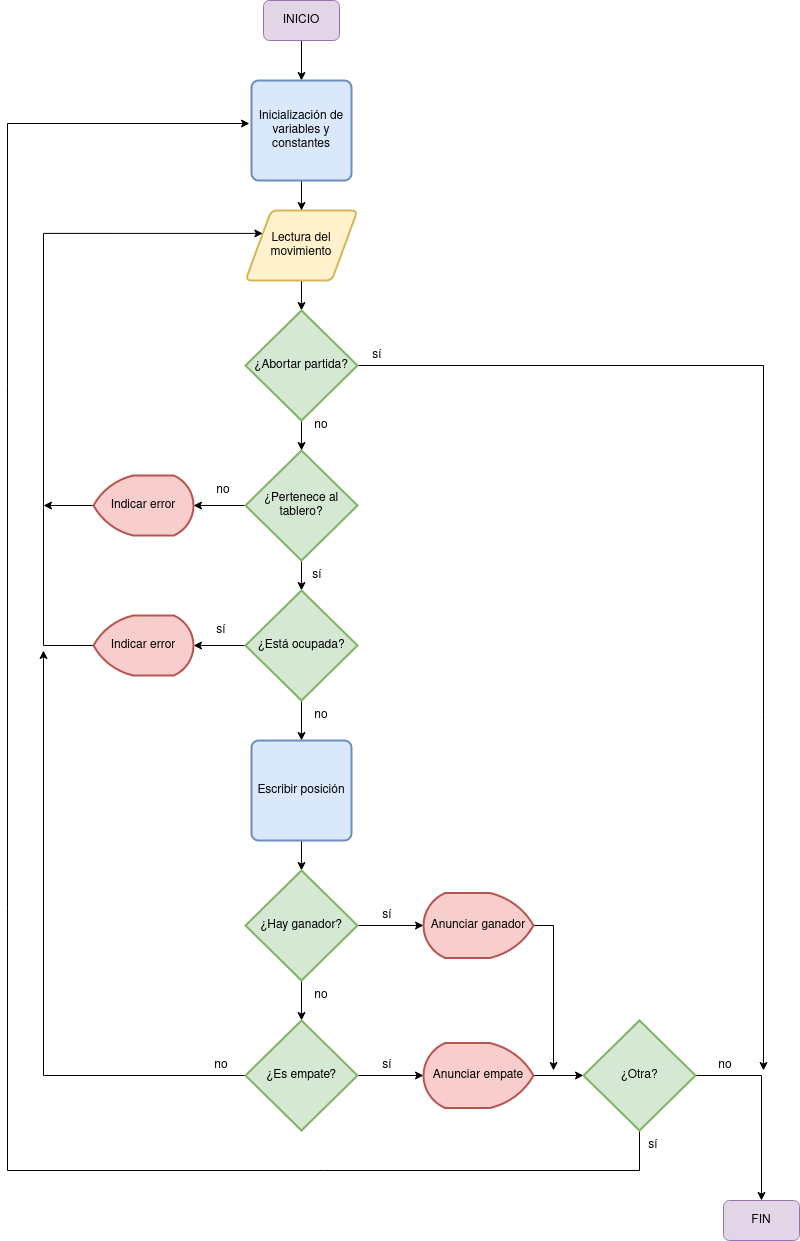 INICIO
Inicialización de
variables y
constantes
Lectura del
movimiento
¿Abortar partida?
sí
no
¿Pertenece al
tablero?
no
Indicar error
sí
¿Está ocupada?
sí
Indicar error
no
Escribir posición
¿Hay ganador?
sí
Anunciar ganador
no
¿Es empate?
no
sí
Anunciar empate
¿Otra?
no
sí
FIN